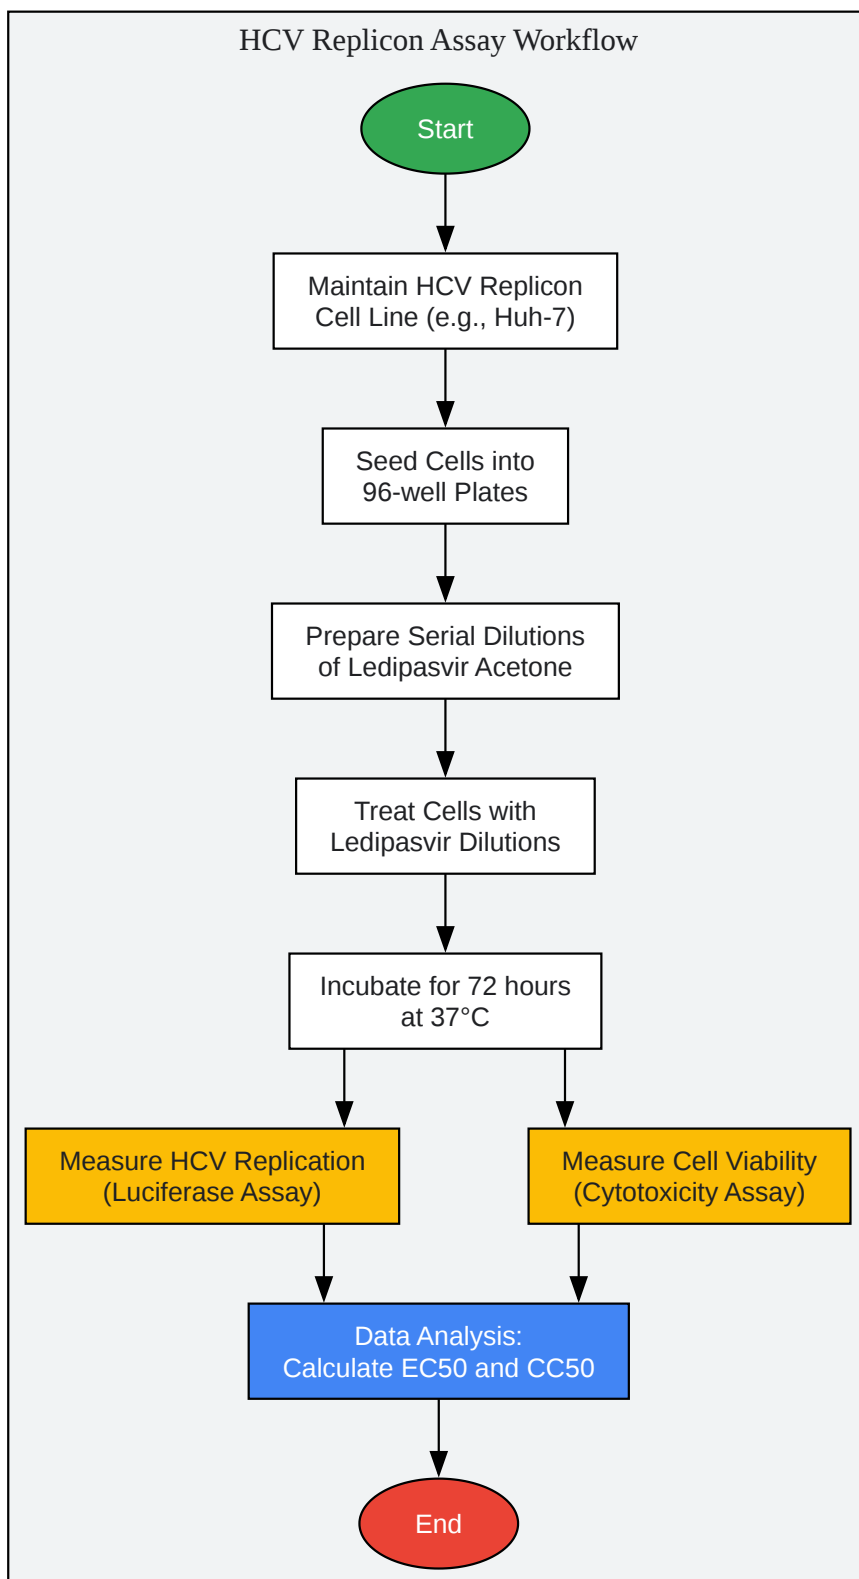 HCV Replicon Assay Workflow
Start
Maintain HCV Replicon
Cell Line (e.g., Huh-7)
Seed Cells into
96-well Plates
Prepare Serial Dilutions
of Ledipasvir Acetone
Treat Cells with
Ledipasvir Dilutions
Incubate for 72 hours
at 37°C
Measure HCV Replication
(Luciferase Assay)
Measure Cell Viability
(Cytotoxicity Assay)
Data Analysis:
Calculate EC50 and CC50
End